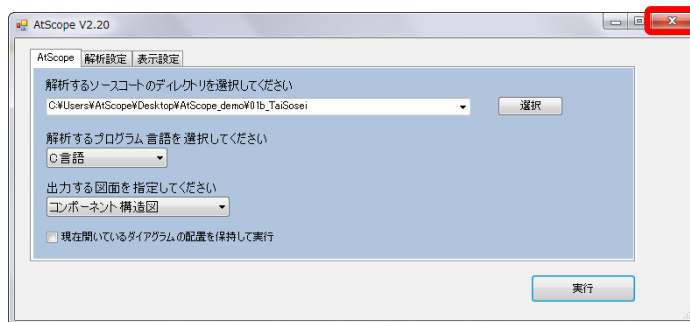 AtScope V2.20
AtScope 解析設定 表示設定
解析するソースコートのディレクトリを選択してください
C:¥Users¥AtScope¥Desktop¥AtScope_demo¥01b_TaiSosei 選択
解析するプログラム言語を選択してください
C言語
出力する図面を指定してください
コンポーネント構造図
現在開いているダイアグラムの配置を保持して実行
実行